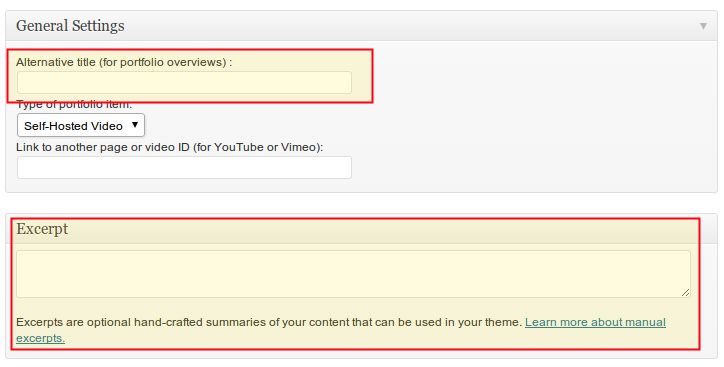 General Settings
Alternative title (for portfolio overviews) :
Type of portfolio item:
Self-Hosted Video
Link to another page or video ID (for YouTube or Vimeo):
Excerpt
Excerpts are optional hand-crafted summaries of your content that can be used in your theme. Learn more about manual
excerpts.